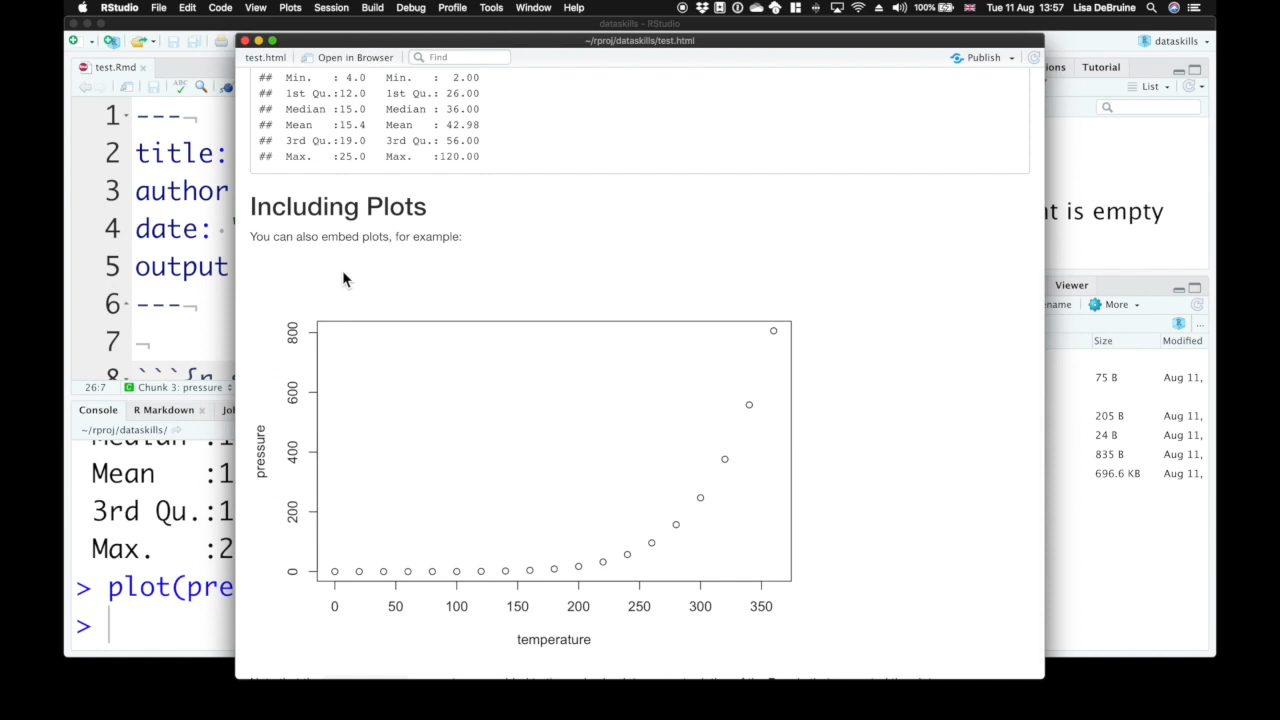 RStudio File Edit Code View Plots Session Build Debug Profile Tools Window Help 100% Tue 11 Aug 13:57 Lisa DeBruine
dataskills - RStudio
~/rproj/dataskills/test.html
dataskills
test.html Open in Browser Find Publish
test.Rmd
ons Tutorial
List
ABC
1 ---
2 title:
3 author
4 date:
5 output
6 ---
7
8
26:7 Chunk 3: pressure
## Min. : 4.0 Min. : 2.00
## 1st Qu.:12.0 1st Qu.: 26.00
## Median :15.0 Median : 36.00
## Mean :15.4 Mean : 42.98
## 3rd Qu.:19.0 3rd Qu.: 56.00
## Max. :25.0 Max. :120.00
Including Plots
You can also embed plots, for example:
pressure
800
600
400
200
0
0 50 100 150 200 250 300 350
temperature
nt is empty
Viewer
name More
...
Size Modified
75 B Aug 11,
205 B Aug 11,
24 B Aug 11,
835 B Aug 11,
696.6 KB Aug 11,
Console R Markdown Jo
~/rproj/dataskills/
Median :1
Mean :1
3rd Qu.:1
Max. :2
> plot(pre
>